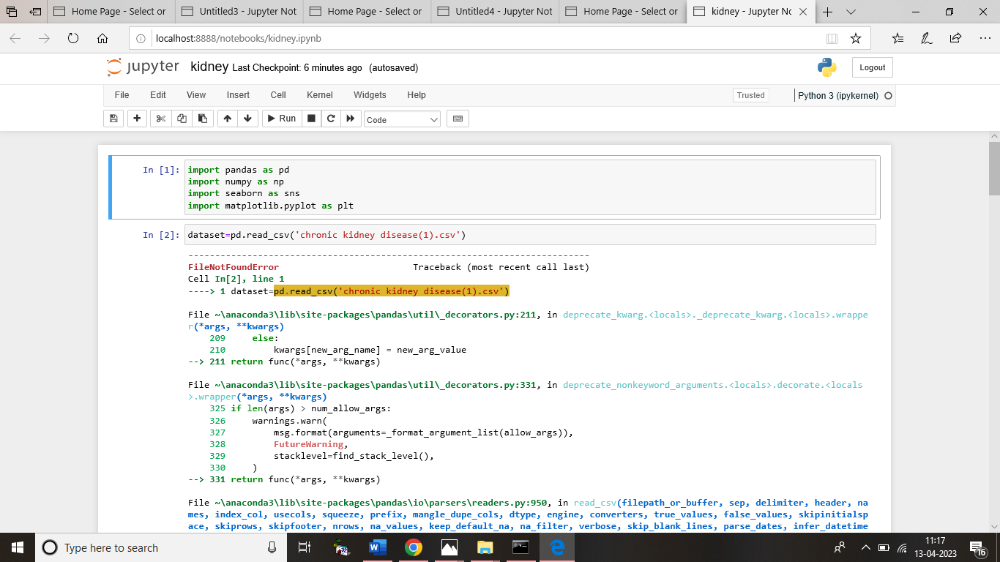 Home Page - Select or
Untitled3 - Jupyter Not
Home Page - Select or
Untitled4 - Jupyter Not
Home Page - Select or
kidney - Jupyter Nc
localhost:8888/notebooks/kidney.ipynb
jupyter kidney Last Checkpoint: 6 minutes ago (autosaved)
Logout
File Edit View Insert Cell Kernel Widgets Help
Trusted
Python 3 (ipykernel)
Run
Code
In [1]: import pandas as pd
import numpy as np
import seaborn as sns
import matplotlib.pyplot as plt
In [2]: dataset=pd.read_csv('chronic kidney disease(1).csv')
---------------------------------------------------------------------------
FileNotFoundError                         Traceback (most recent call last)
Cell In[2], line 1
----> 1 dataset=pd.read_csv('chronic kidney disease(1).csv')
File ~\anaconda3\lib\site-packages\pandas\util\_decorators.py:211, in deprecate_kwarg.<locals>._deprecate_kwarg.<locals>.wrappe
r(*args, **kwargs)
209     else:
210         kwargs[new_arg_name] = new_arg_value
--> 211 return func(*args, **kwargs)
File ~\anaconda3\lib\site-packages\pandas\util\_decorators.py:331, in deprecate_nonkeyword_arguments.<locals>.decorate.<locals
>.wrapper(*args, **kwargs)
325 if len(args) > num_allow_args:
326     warnings.warn(
327         msg.format(arguments=_format_argument_list(allow_args)),
328         FutureWarning,
329         stacklevel=find_stack_level(),
330     )
--> 331 return func(*args, **kwargs)
File ~\anaconda3\lib\site-packages\pandas\io\parsers\readers.py:950, in read_csv(filepath_or_buffer, sep, delimiter, header, na
mes, index_col, usecols, squeeze, prefix, mangle_dupe_cols, dtype, engine, converters, true_values, false_values, skipinitialsp
ace, skiprows, skipfooter, nrows, na_values, keep_default_na, na_filter, verbose, skip_blank_lines, parse_dates, infer_datetime
Type here to search
11:17
13-04-2023
16